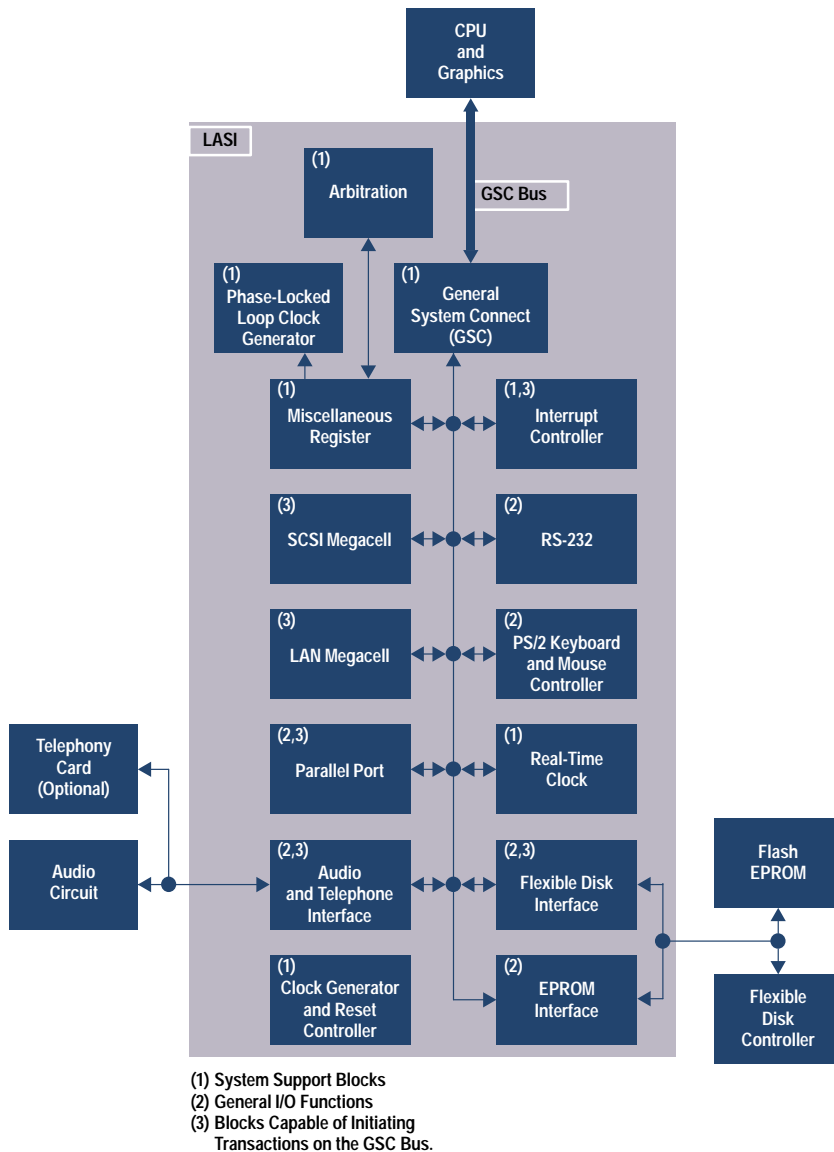 CPU
and
Graphics
LASI
(1)
Arbitration
GSC Bus
(1)
Phase-Locked
Loop Clock
Generator
(1)
General
System Connect
(GSC)
(1)
Miscellaneous
Register
(1,3)
Interrupt
Controller
(3)
SCSI Megacell
(2)
RS-232
(3)
LAN Megacell
(2)
PS/2 Keyboard
and Mouse
Controller
Telephony
Card
(Optional)
(2,3)
Parallel Port
(1)
Real-Time
Clock
Audio
Circuit
(2,3)
Audio
and Telephone
Interface
(2,3)
Flexible Disk
Interface
Flash
EPROM
(1)
Clock Generator
and Reset
Controller
(2)
EPROM
Interface
Flexible
Disk
Controller
(1) System Support Blocks
(2) General I/O Functions
(3) Blocks Capable of Initiating
Transactions on the GSC Bus.